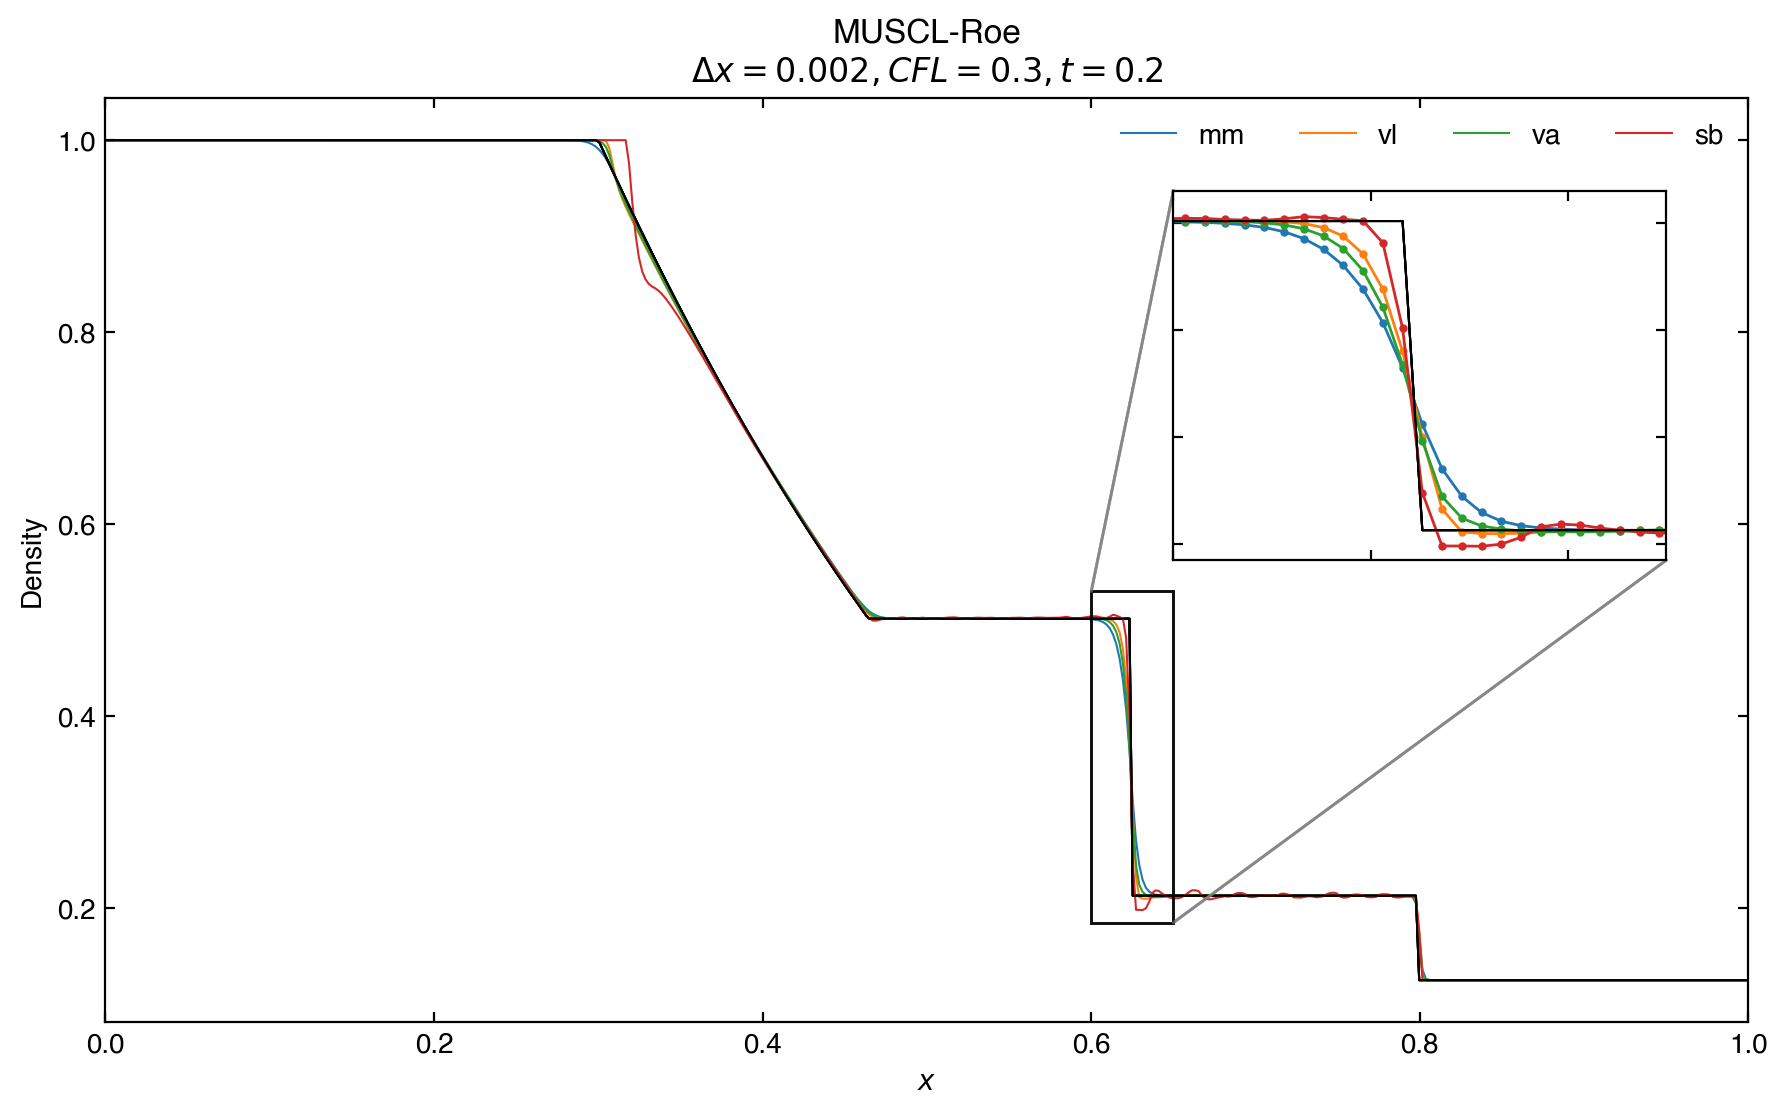 MUSCL-Roe
Δx = 0.002, CFL = 0.3, t = 0.2
mm vl va sb
1.0
0.8
0.6
0.4
0.2
Density
0.0 0.2 0.4 0.6 0.8 1.0
x